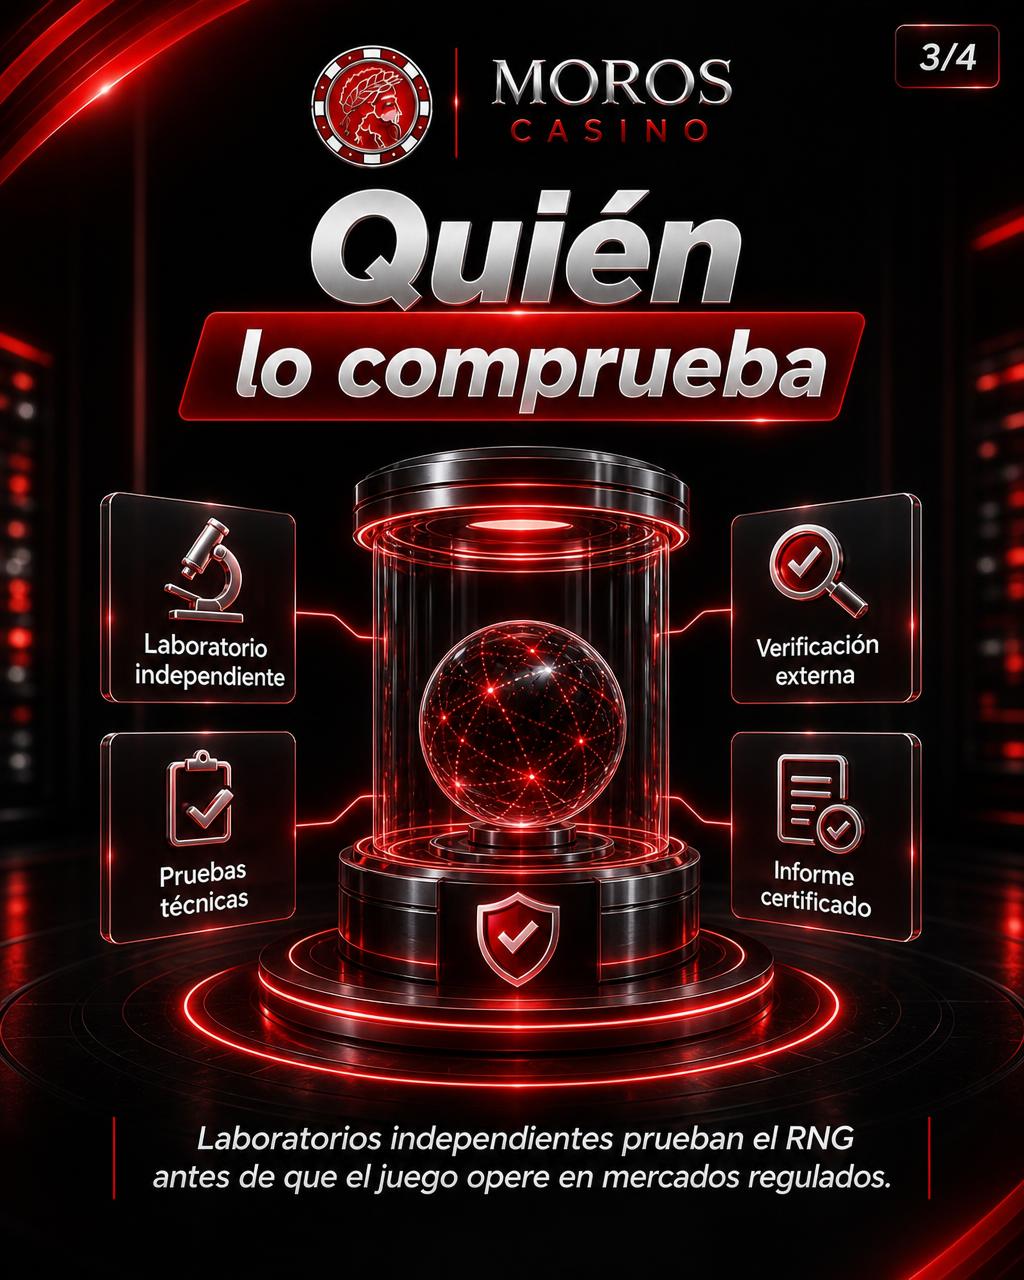 MOROS
CASINO
3/4
Quién
lo comprueba
Laboratorio
independiente
Verificación
externa
Pruebas
técnicas
Informe
certificado
Laboratorios independientes prueban el RNG
antes de que el juego opere en mercados regulados.